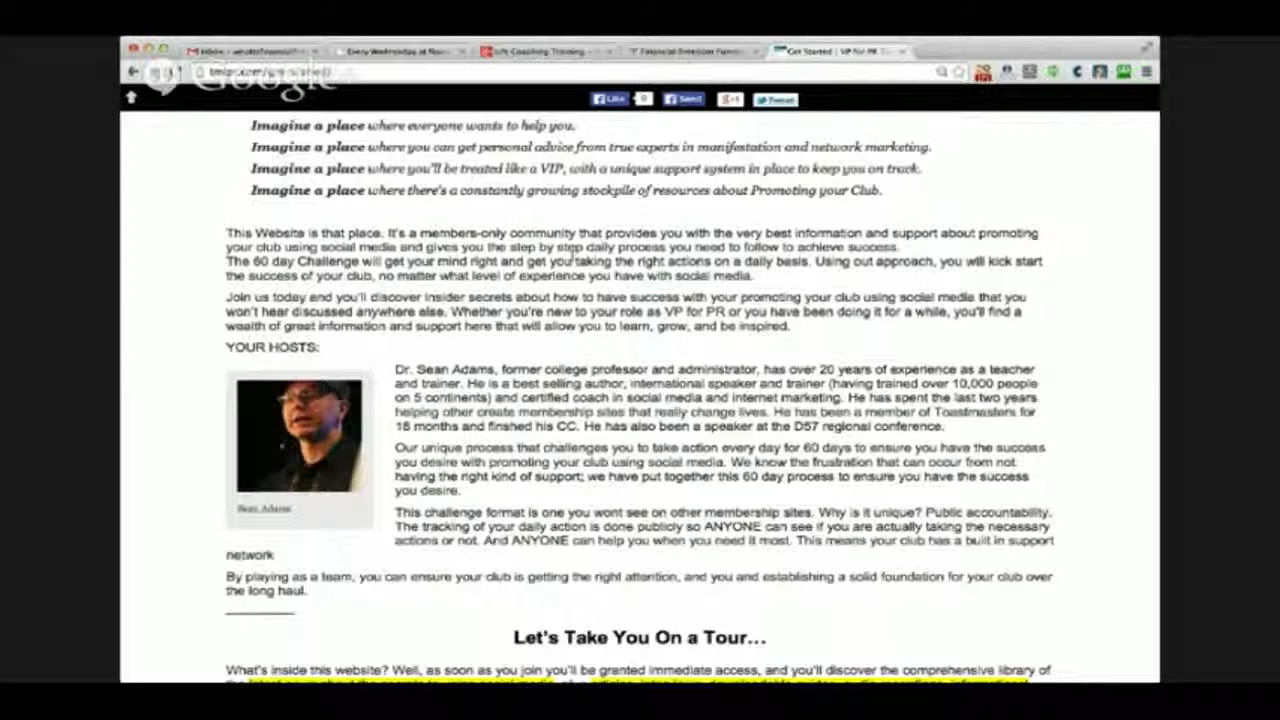 Get Started | VP for PR
Google
Like 0 Send +1 Tweet
Imagine a place where everyone wants to help you.
Imagine a place where you can get personal advice from true experts in manifestation and network marketing.
Imagine a place where you'll be treated like a VIP, with a unique support system in place to keep you on track.
Imagine a place where there's a constantly growing stockpile of resources about Promoting your Club.
This Website is that place. It's a members-only community that provides you with the very best information and support about promoting
your club using social media and gives you the step by step daily process you need to follow to achieve success.
The 60 day Challenge will get your mind right and get you taking the right actions on a daily basis. Using out approach, you will kick start
the success of your club, no matter what level of experience you have with social media.
Join us today and you'll discover insider secrets about how to have success with your promoting your club using social media that you
won't hear discussed anywhere else. Whether you're new to your role as VP for PR or you have been doing it for a while, you'll find a
wealth of great information and support here that will allow you to learn, grow, and be inspired.
YOUR HOSTS:
Dr. Sean Adams, former college professor and administrator, has over 20 years of experience as a teacher
and trainer. He is a best selling author, international speaker and trainer (having trained over 10,000 people
on 5 continents) and certified coach in social media and internet marketing. He has spent the last two years
helping other create membership sites that really change lives. He has been a member of Toastmasters for
18 months and finshed his CC. He has also been a speaker at the D57 regional conference.
Our unique process that challenges you to take action every day for 60 days to ensure you have the success
you desire with promoting your club using social media. We know the frustration that can occur from not
having the right kind of support; we have put together this 60 day process to ensure you have the success
you desire.
Sean Adams
This challenge format is one you wont see on other membership sites. Why is it unique? Public accountability.
The tracking of your daily action is done publicly so ANYONE can see if you are actually taking the necessary
actions or not. And ANYONE can help you when you need it most. This means your club has a built in support
network
By playing as a team, you can ensure your club is getting the right attention, and you and establishing a solid foundation for your club over
the long haul.
Let's Take You On a Tour...
What's inside this website? Well, as soon as you join you'll be granted immediate access, and you'll discover the comprehensive library of